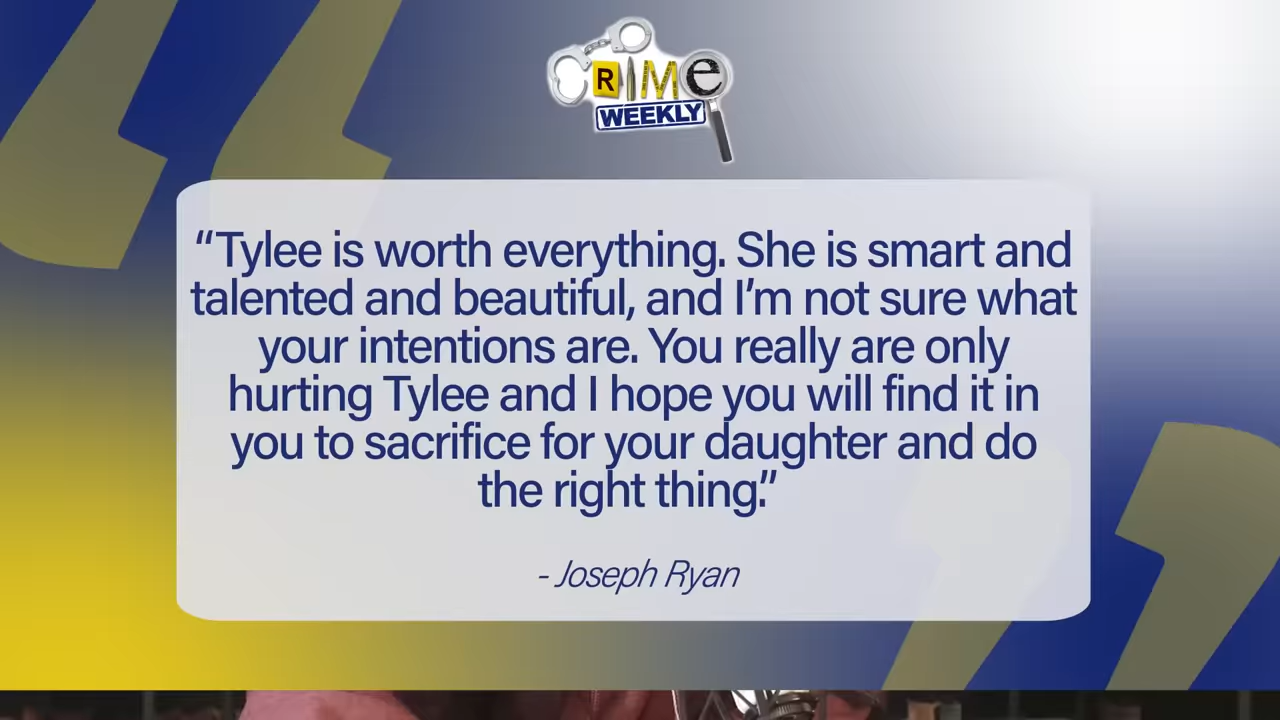 CRIME
WEEKLY
“Tylee is worth everything. She is smart and
talented and beautiful, and I’m not sure what
your intentions are. You really are only
hurting Tylee and I hope you will find it in
you to sacrifice for your daughter and do
the right thing.”
- Joseph Ryan